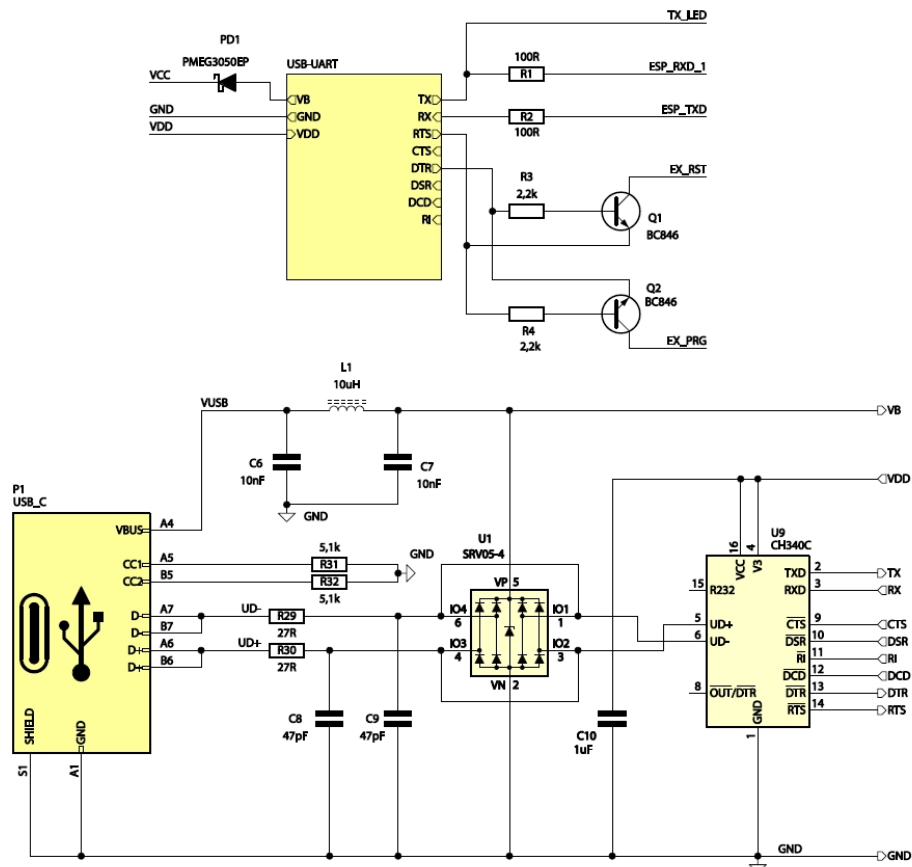 TX_LED
PD1
PMEG3050EP
USB-UART
100R
VCC
R1
ESP_RXD_1
VB
TX
GND
GND
RX
R2
ESP_TXD
VDD
VDD
RTS
100R
CTS
DTR
R3
EX_RST
DSR
2,2k
DCD
RI
Q1
BC846
Q2
BC846
R4
2,2k
EX_PRG
L1
10uH
VUSB
VB
C6
10nF
C7
10nF
P1
USB_C
GND
VDD
VBUS
A4
U1
SRV05-4
U9
CH340C
5,1k
GND
16
4
CC1
A5
R31
VCC
V3
CC2
B5
R32
VP
5
TXD
2
TX
5,1k
15
R232
RXD
3
RX
D-
A7
UD-
R29
IO4
IO1
6
1
5
UD+
CTS
9
CTS
D-
B7
27R
6
UD-
DSR
10
DSR
D+
A6
UD+
R30
IO3
IO2
4
3
RI
11
RI
D+
B6
27R
DCD
12
DCD
VN
2
8
OUT/DTR
DTR
13
DTR
RTS
14
RTS
SHIELD
GND
C8
47pF
C9
47pF
C10
1uF
GND
1
S1
A1
GND
GND